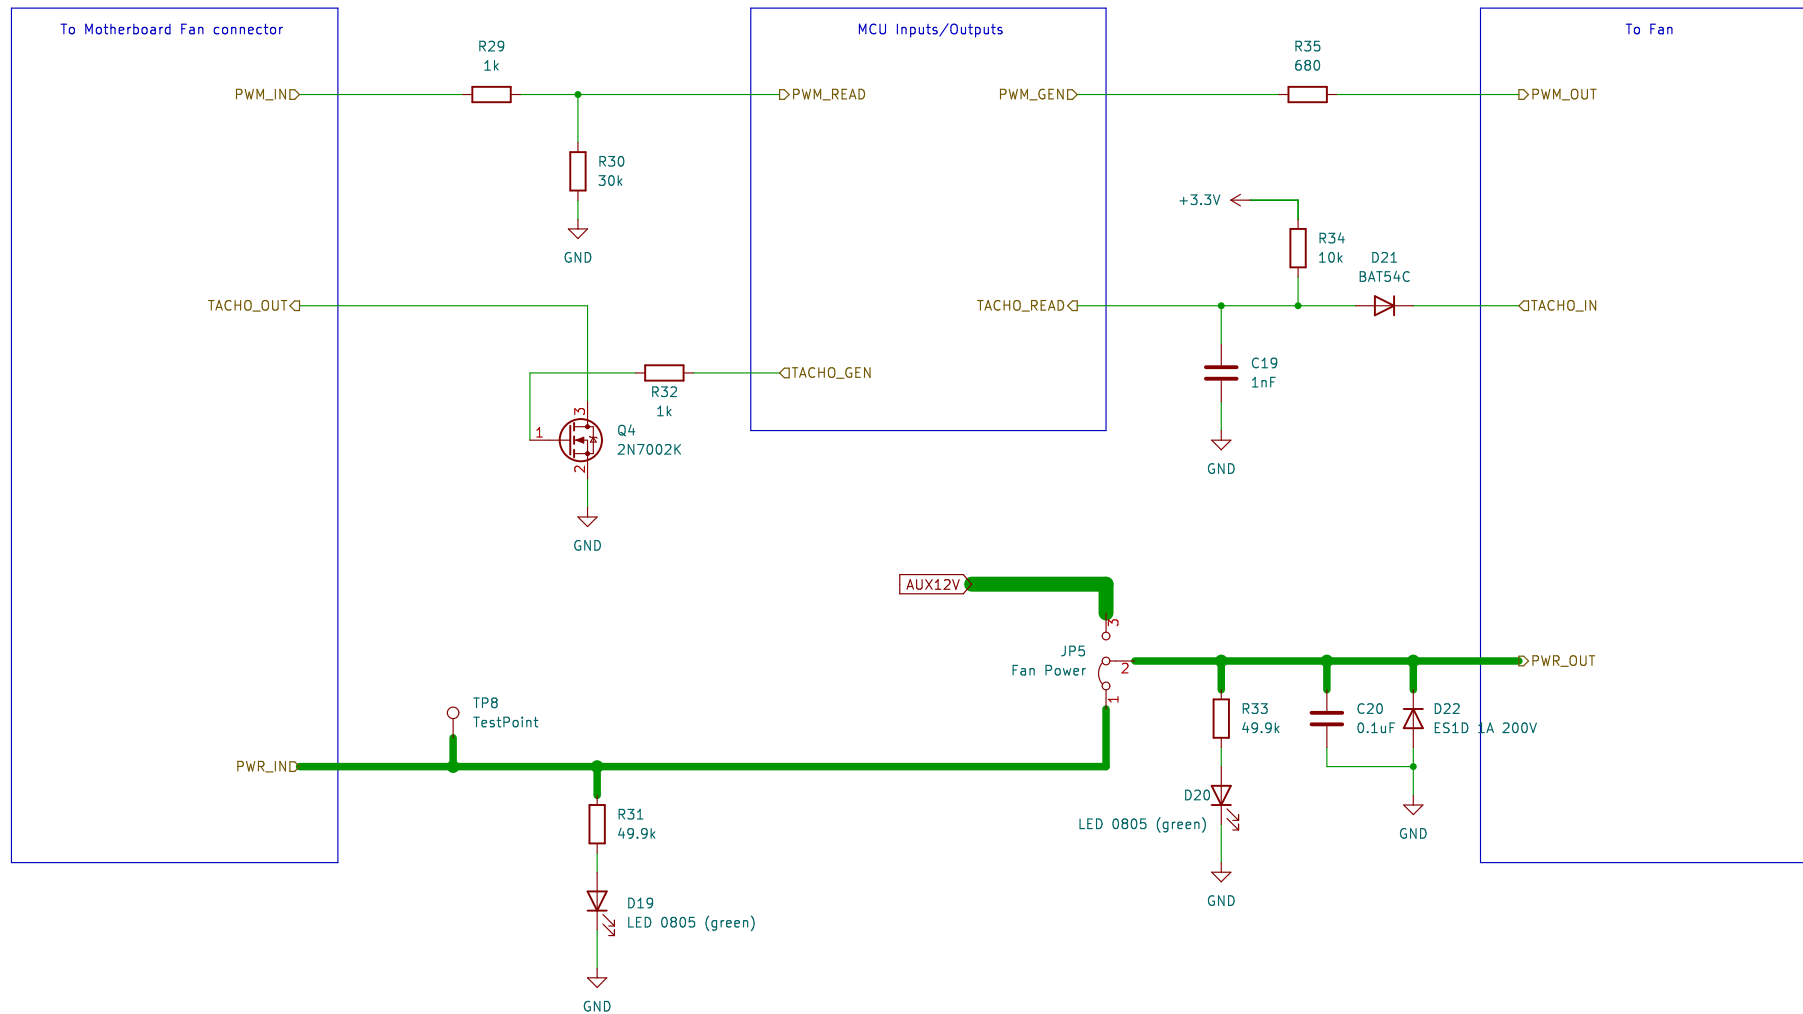 To Motherboard Fan connector
MCU Inputs/Outputs
To Fan
R29
1k
R35
680
PWM_IN
PWM_READ
PWM_GEN
PWM_OUT
R30
30k
GND
+3.3V
R34
10k
D21
BAT54C
TACHO_OUT
TACHO_READ
TACHO_IN
TACHO_GEN
R32
1k
C19
1nF
GND
3
1
2
Q4
2N7002K
GND
AUX12V
3
2
1
JP5
Fan Power
PWR_OUT
TP8
TestPoint
R33
49.9k
C20
0.1uF
D22
ES1D 1A 200V
PWR_IN
D20
LED 0805 (green)
GND
R31
49.9k
GND
D19
LED 0805 (green)
GND